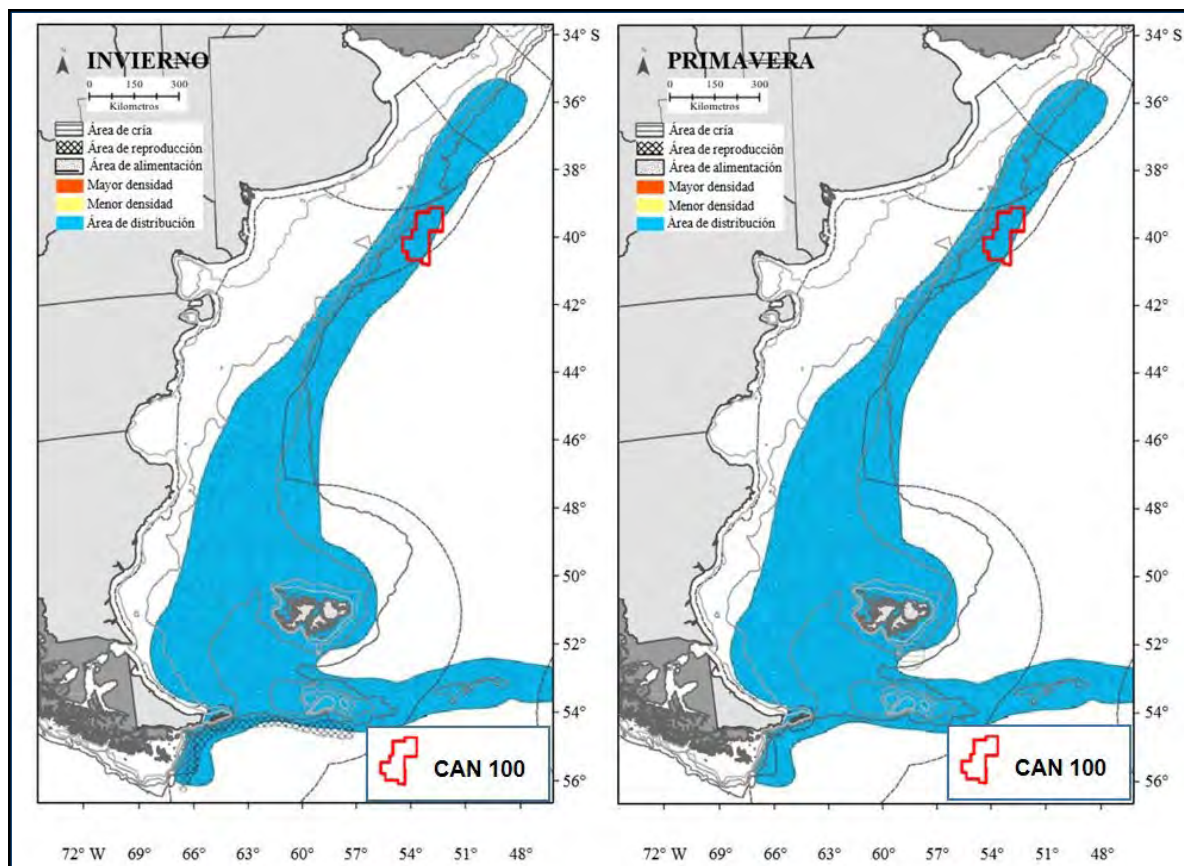 INVIERNO
0 150 300
Kilometros
Área de cría
Área de reproducción
Área de alimentación
Mayor densidad
Menor densidad
Área de distribución
CAN 100
34° S
36°
38°
40°
42°
44°
46°
48°
50°
52°
54°
56°
72° W 69° 66° 63° 60° 57° 54° 51° 48°
PRIMAVERA
0 150 300
Kilometros
Área de cría
Área de reproducción
Área de alimentación
Mayor densidad
Menor densidad
Área de distribución
CAN 100
34° S
36°
38°
40°
42°
44°
46°
48°
50°
52°
54°
56°
72° W 69° 66° 63° 60° 57° 54° 51° 48°